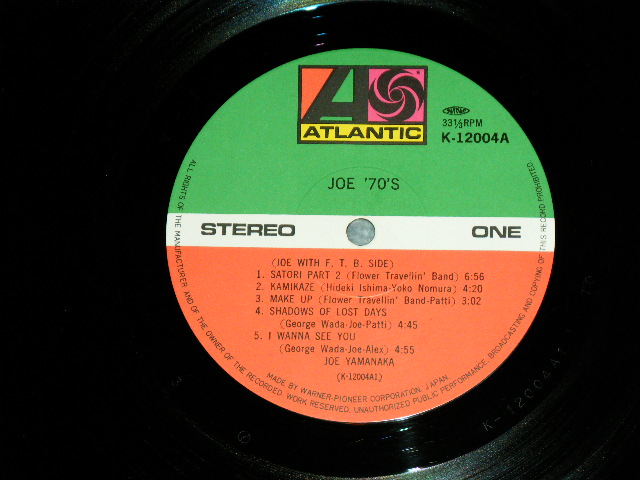 ATLANTIC
33⅓RPM
K-12004A
JOE '70'S
STEREO
ONE
(JOE WITH F. T. B. SIDE)
1. SATORI PART 2 (Flower Travellin' Band) 6:56
2. KAMIKAZE (Hideki Ishima-Yoko Nomura) 4:20
3. MAKE UP (Flower Travellin' Band-Patti) 3:02
4. SHADOWS OF LOST DAYS
(George Wada-Joe-Patti) 4:45
5. I WANNA SEE YOU
(George Wada-Joe-Alex) 4:55
JOE YAMANAKA
(K-12004A1)
MADE BY WARNER-PIONEER CORPORATION, JAPAN
ALL RIGHTS OF THE MANUFACTURER AND OF THE OWNER OF THE RECORDED WORK RESERVED. UNAUTHORIZED PUBLIC PERFORMANCE, BROADCASTING AND COPYING OF THIS RECORD PROHIBITED.
K-12004A1